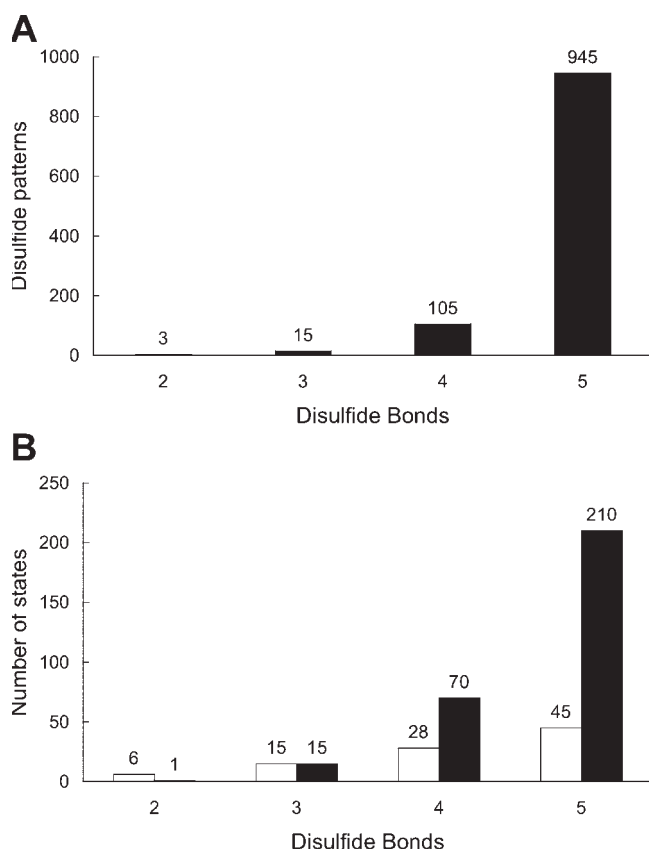 A
Disulfide patterns
1000
800
600
400
200
0
3
15
105
945
2 3 4 5
Disulfide Bonds
B
Number of states
250
200
150
100
50
0
6 1 15 15 28 70 45 210
2 3 4 5
Disulfide Bonds